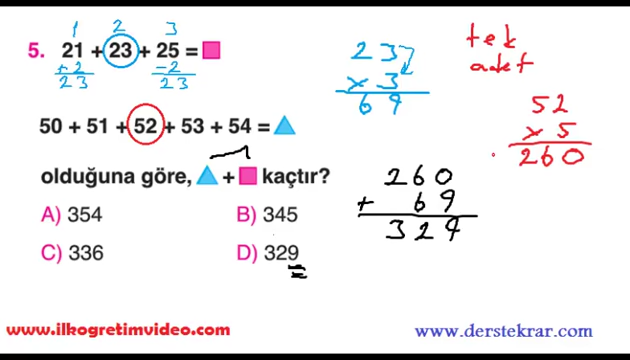 1 2 3
5. 21 + 23 + 25 = ■
+2 -2
23 23
50 + 51 + 52 + 53 + 54 = ▲
olduğuna göre, ▲ + ■ kaçtır?
A) 354 B) 345
C) 336 D) 329
23
x 3
69
tek
adet
52
x 5
260
260
+ 69
329
www.ilkogretimvideo.com
www.derstekrar.com